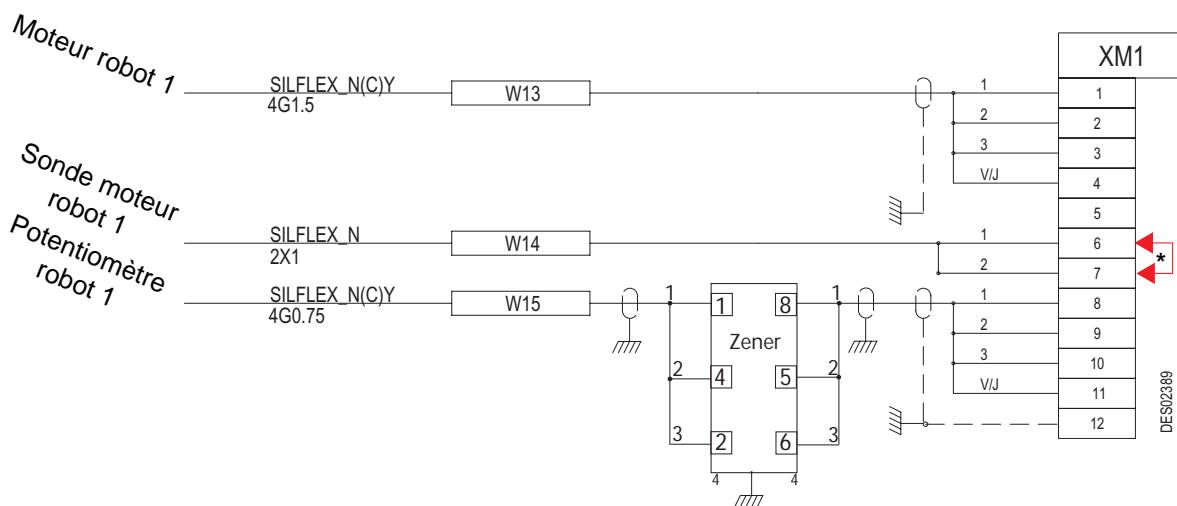 Moteur robot 1
SILFLEX_N(C)Y
4G1.5
W13
XM1
1
1
2
2
3
3
V/J
4
5
Sonde moteur
robot 1
SILFLEX_N
2X1
W14
1
6
2
7
*
Potentiomètre
robot 1
SILFLEX_N(C)Y
4G0.75
W15
1
1
8
1
Zener
2
4
5
2
3
2
6
3
4
4
1
8
2
9
3
10
V/J
11
12
DES02389